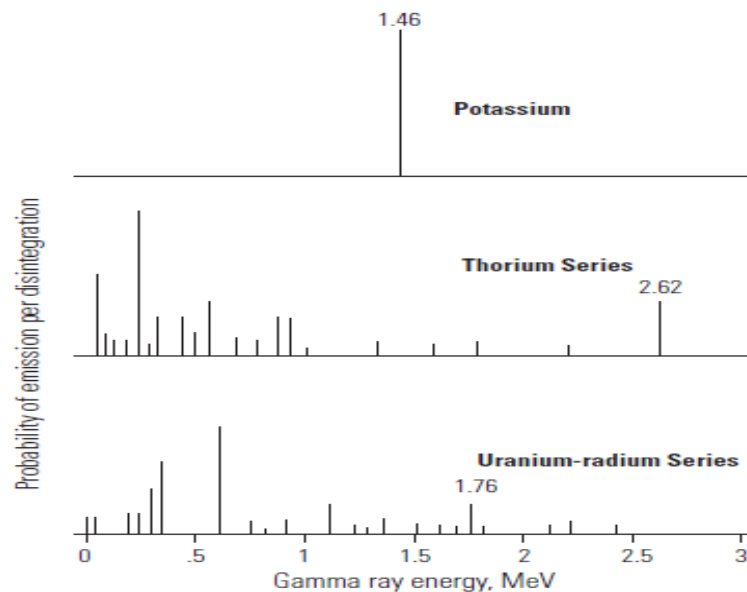 1.46
Potassium
Thorium Series
2.62
Probability of emission per disintegration
Uranium-radium Series
1.76
0 .5 1 1.5 2 2.5 3
Gamma ray energy, MeV